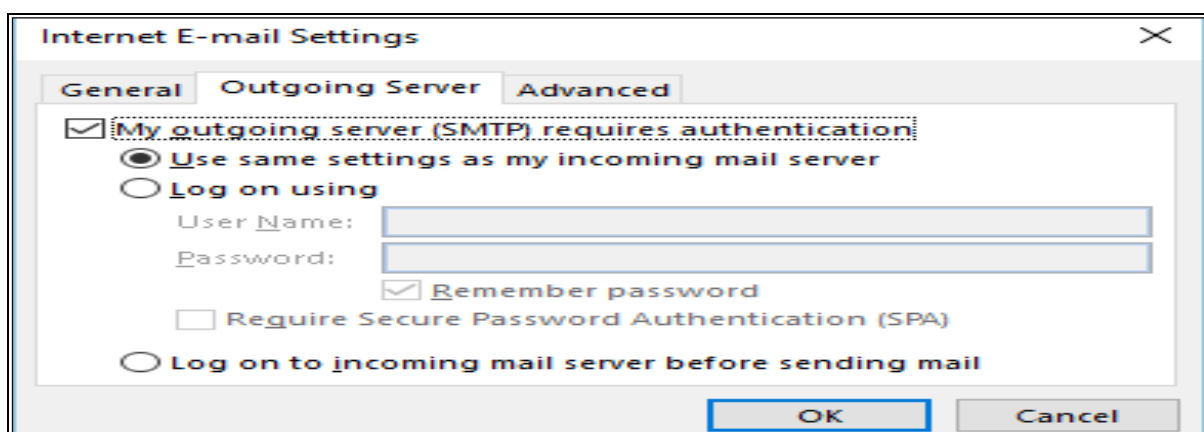 Internet E-mail Settings
General Outgoing Server Advanced
My outgoing server (SMTP) requires authentication
Use same settings as my incoming mail server
Log on using
User Name:
Password:
Remember password
Require Secure Password Authentication (SPA)
Log on to incoming mail server before sending mail
OK Cancel